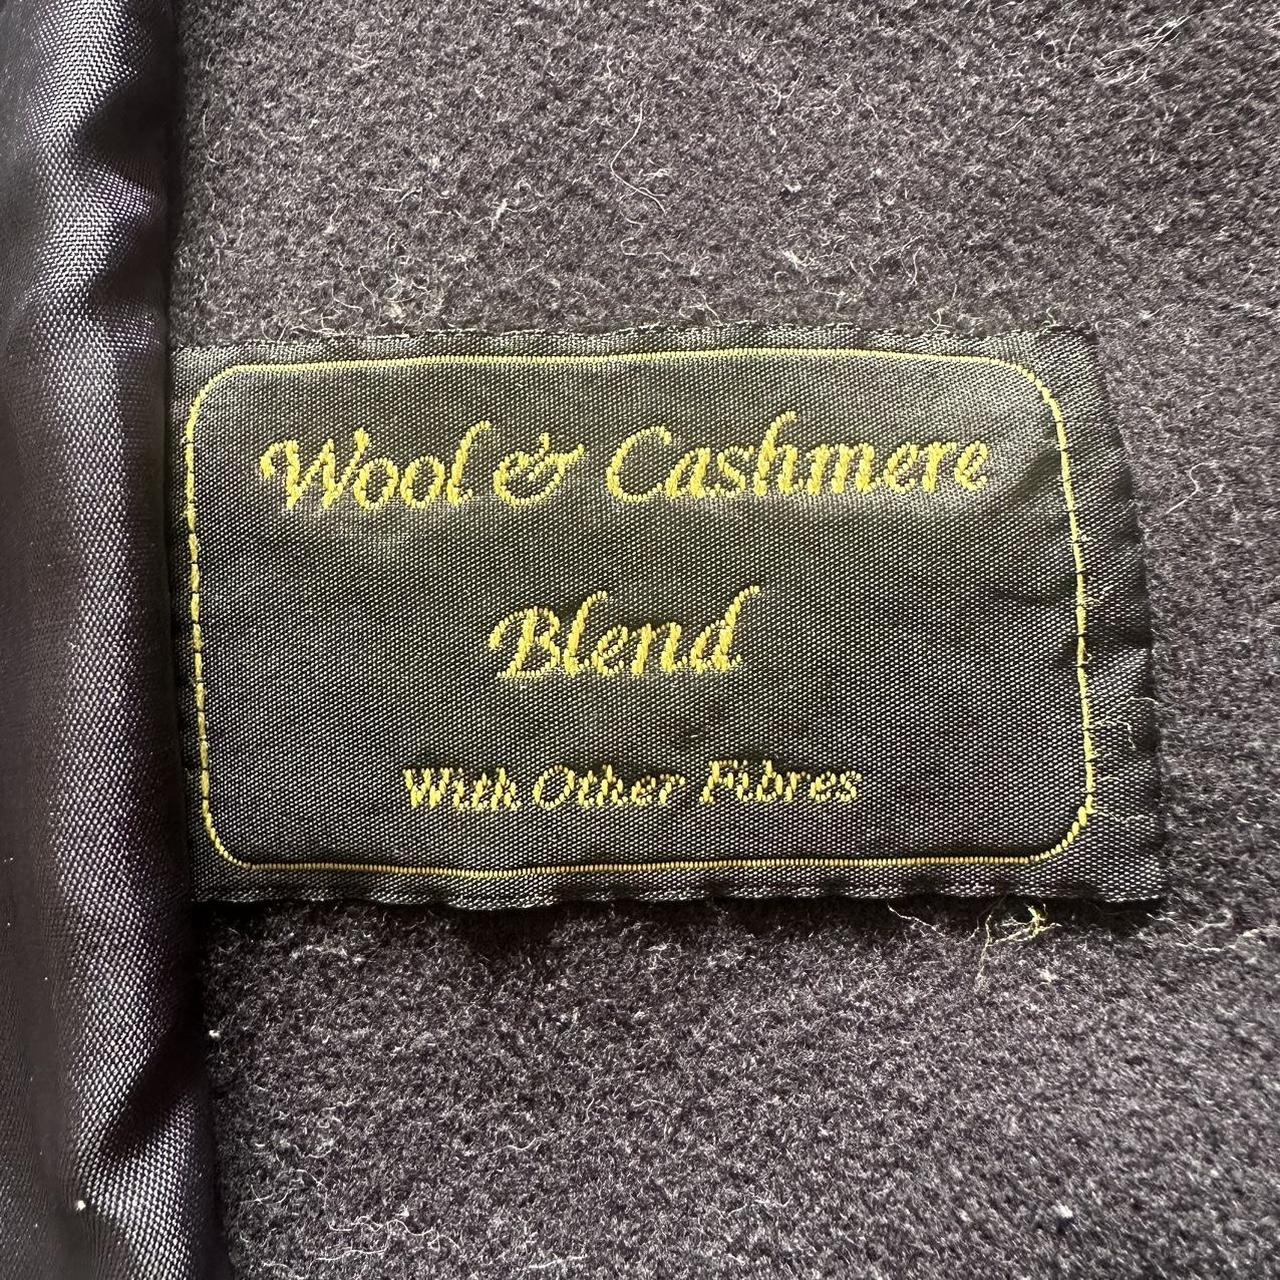 Wool & Cashmere
Blend
With Other Fibres